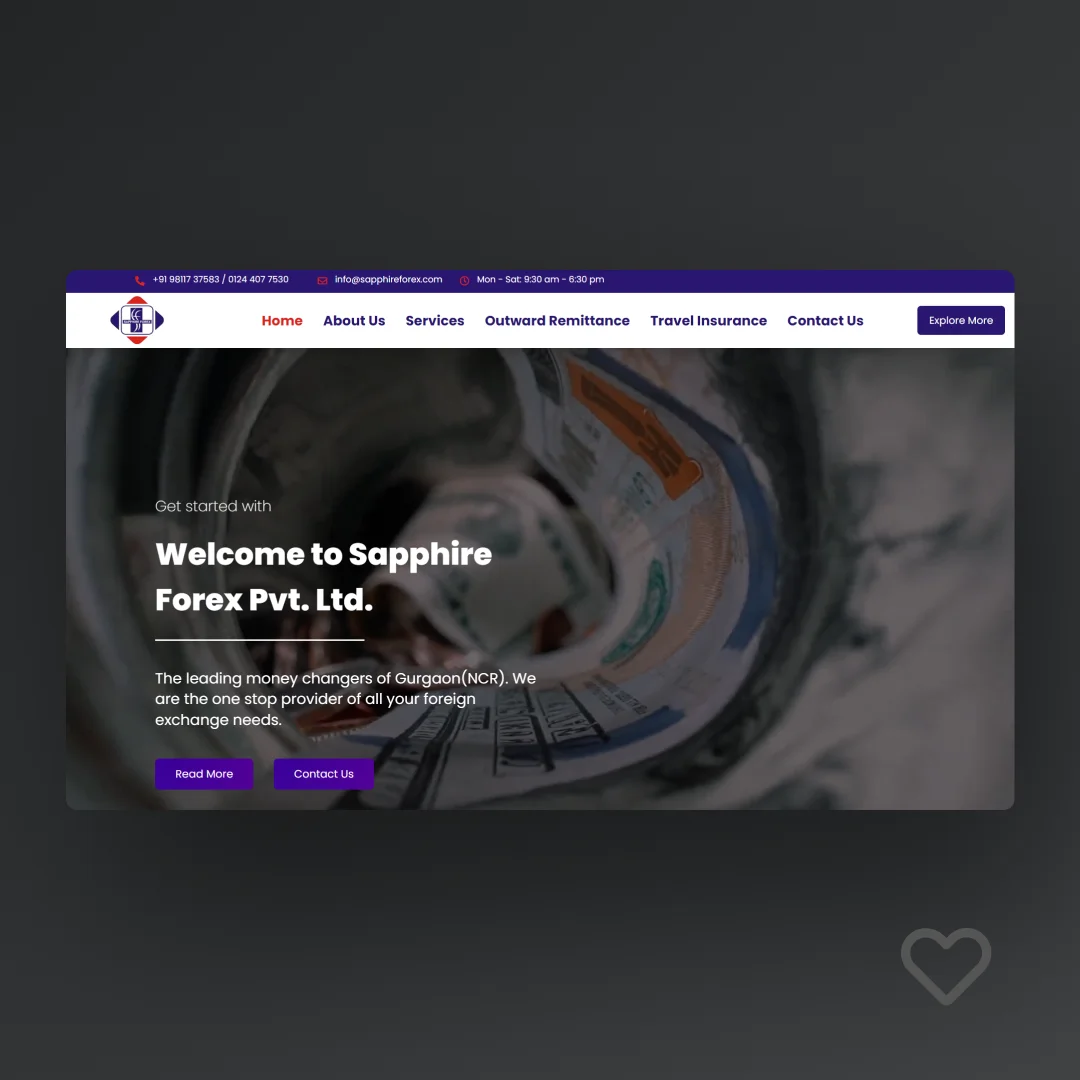 +91 98117 37583 / 0124 407 7530 info@sapphireforex.com Mon - Sat: 9:30 am - 6:30 pm
SAPPHIRE FOREX
Home About Us Services Outward Remittance Travel Insurance Contact Us Explore More
Get started with
Welcome to Sapphire
Forex Pvt. Ltd.
The leading money changers of Gurgaon(NCR). We
are the one stop provider of all your foreign
exchange needs.
Read More Contact Us